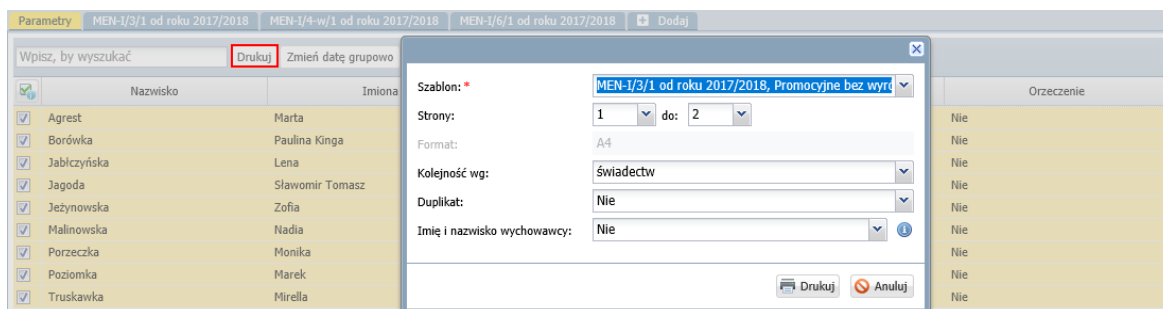 Parametry MEN-I/3/1 od roku 2017/2018 MEN-I/4-w/1 od roku 2017/2018 MEN-I/6/1 od roku 2017/2018 Dodaj
Wpisz, by wyszukać Drukuj Zmień datę grupowo
Nazwisko Imiona Orzeczenie
Agrest Marta Nie
Borówka Paulina Kinga Nie
Jabłczyńska Lena Nie
Jagoda Sławomir Tomasz Nie
Jeżynowska Zofia Nie
Malinowska Nadia Nie
Porzeczka Monika Nie
Poziomka Marek Nie
Truskawka Mirella Nie
Szablon: * MEN-I/3/1 od roku 2017/2018, Promocyjne bez wyró
Strony: 1 do: 2
Format: A4
Kolejność wg: świadectw
Duplikat: Nie
Imię i nazwisko wychowawcy: Nie
Drukuj Anuluj